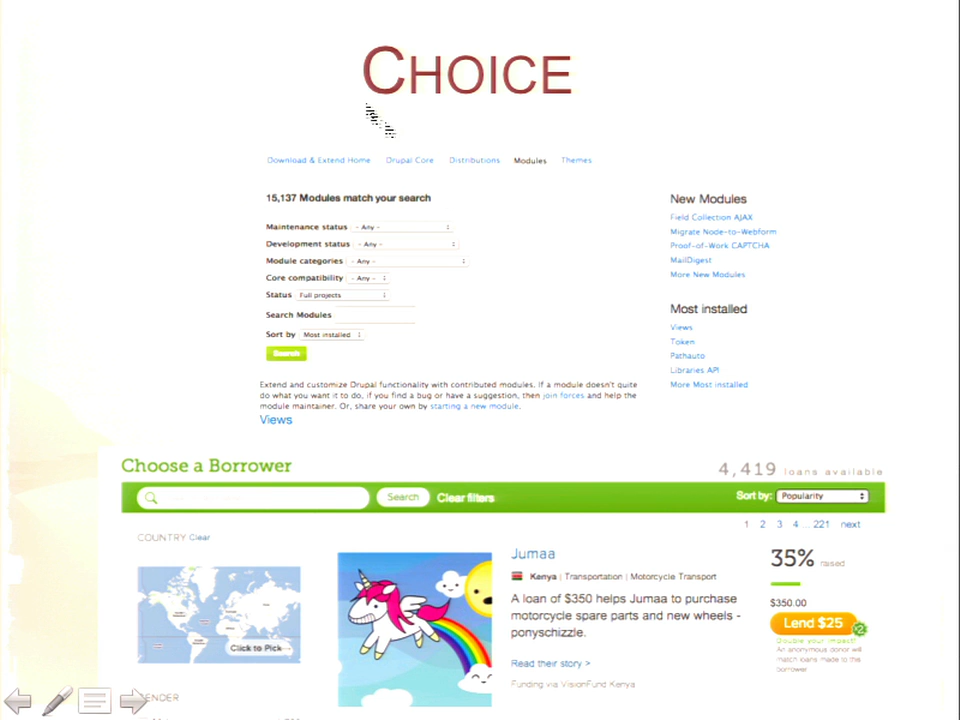 CHOICE
Download & Extend Home Drupal Core Distributions Modules Themes
15,137 Modules match your search
Maintenance status - Any -
Development status - Any -
Module categories - Any -
Core compatibility - Any -
Status Full projects
Search Modules
Sort by Most installed
Search
Extend and customize Drupal functionality with contributed modules. If a module doesn't quite
do what you want it to do, if you find a bug or have a suggestion, then join forces and help the
module maintainer. Or, share your own by starting a new module.
Views
New Modules
Field Collection AJAX
Migrate Node-to-Webform
Proof-of-Work CAPTCHA
MailDigest
More New Modules
Most installed
Views
Token
Pathauto
Libraries API
More Most installed
Choose a Borrower
4,419 loans available
Search Clear filters
Sort by: Popularity
1 2 3 4 ... 221 next
COUNTRY Clear
Click to Pick
Jumaa
Kenya | Transportation | Motorcycle Transport
A loan of $350 helps Jumaa to purchase
motorcycle spare parts and new wheels -
ponyschizzle.
Read their story >
Funding via VisionFund Kenya
35% raised
$350.00
Lend $25
Double your impact!
An anonymous donor will
match loans made to this
borrower.